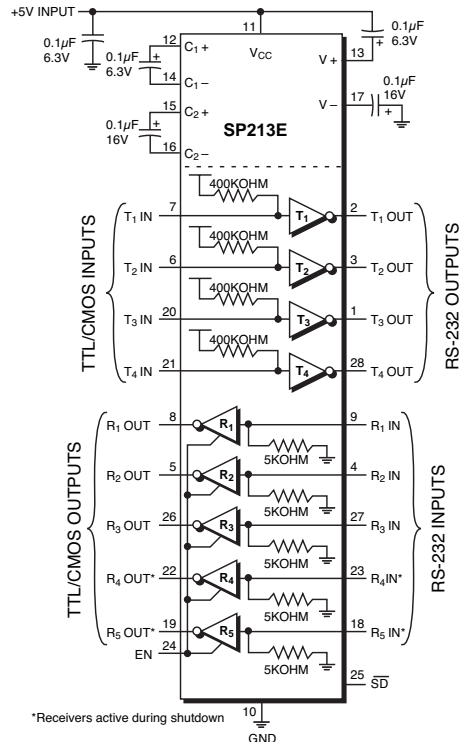 +5V INPUT
11
0.1µF
6.3V
12
C1+
VCC
V+
13
0.1µF
6.3V
0.1µF
6.3V
14
C1–
15
C2+
V–
17
0.1µF
16V
0.1µF
16V
16
C2–
SP213E
TTL/CMOS INPUTS
RS-232 OUTPUTS
400KOHM
T1 IN
7
T1
2
T1 OUT
400KOHM
T2 IN
6
T2
3
T2 OUT
400KOHM
T3 IN
20
T3
1
T3 OUT
400KOHM
T4 IN
21
T4
28
T4 OUT
TTL/CMOS OUTPUTS
RS-232 INPUTS
R1 OUT
8
R1
9
R1 IN
5KOHM
R2 OUT
5
R2
4
R2 IN
5KOHM
R3 OUT
26
R3
27
R3 IN
5KOHM
R4 OUT*
22
R4
23
R4IN*
5KOHM
R5 OUT*
19
R5
18
R5 IN*
EN
24
5KOHM
25
SD
*Receivers active during shutdown
10
GND